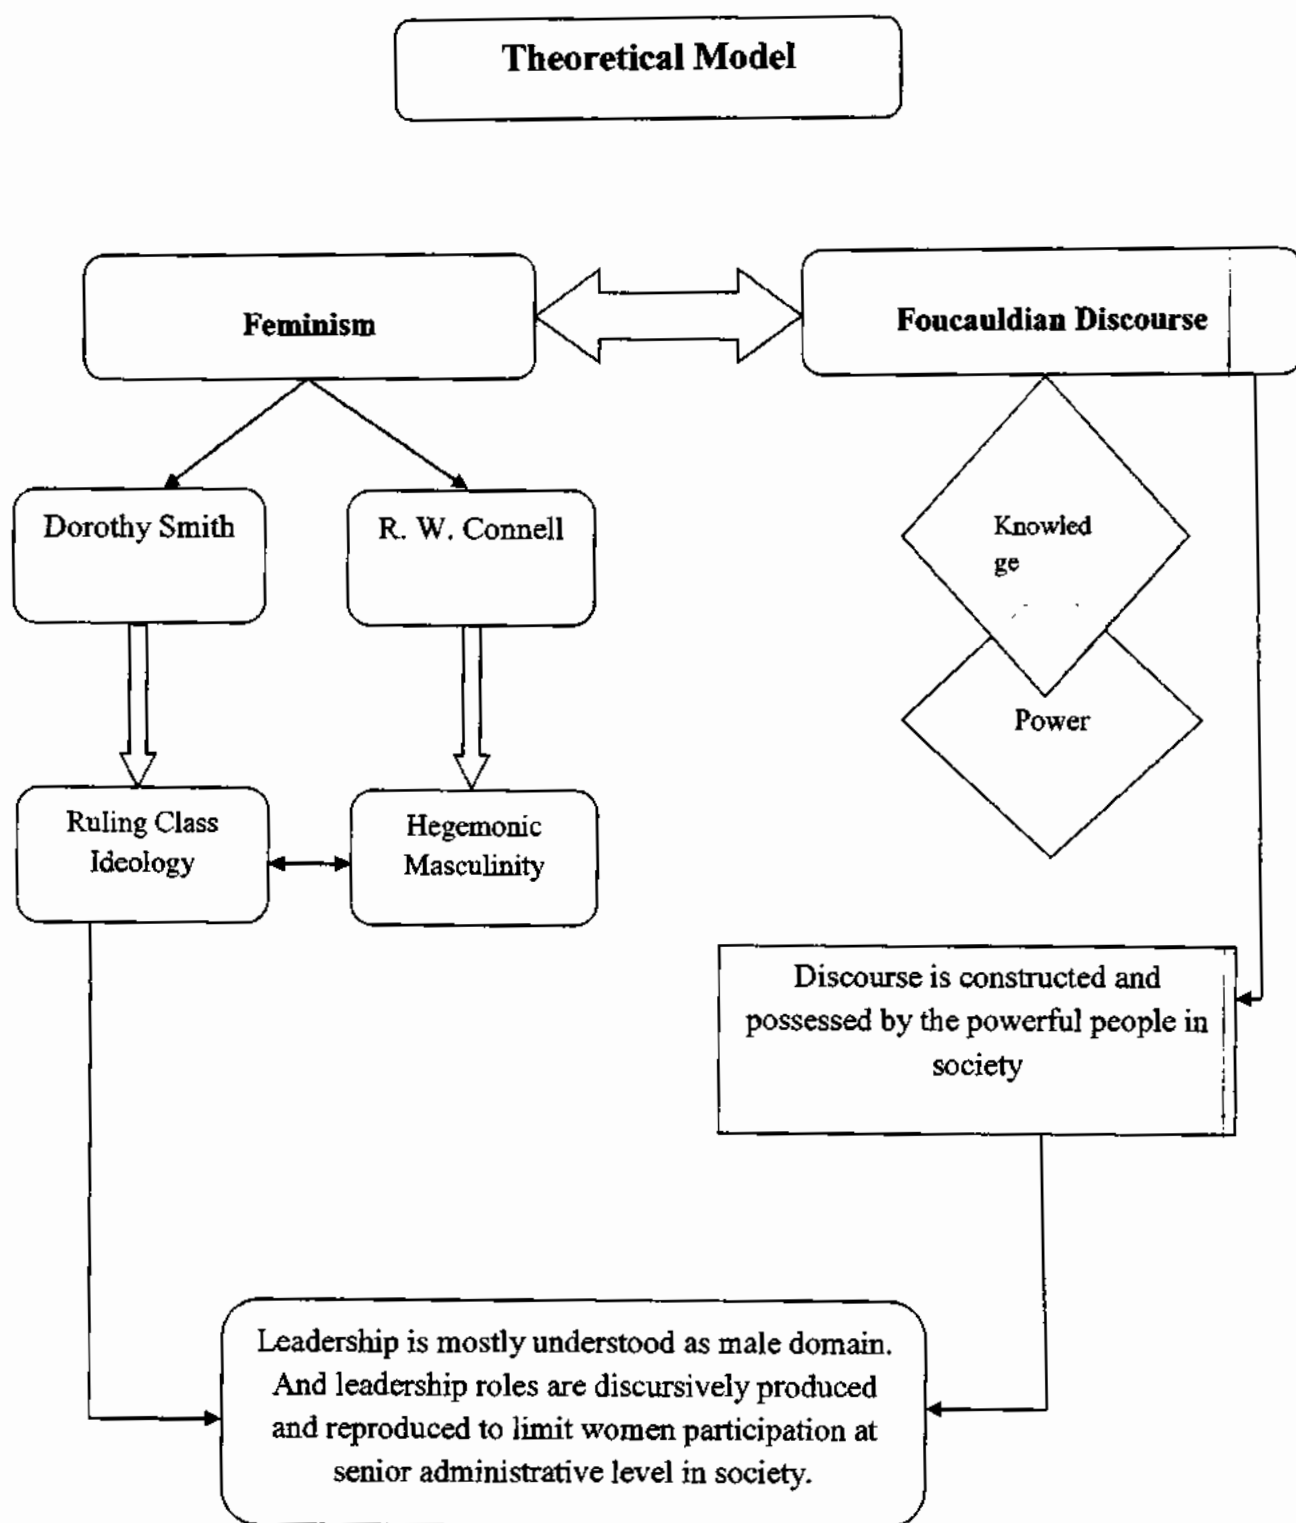 Theoretical Model
Feminism
Foucauldian Discourse
Dorothy Smith
R. W. Connell
Knowled
ge
Power
Ruling Class
Ideology
Hegemonic
Masculinity
Discourse is constructed and
possessed by the powerful people in
society
Leadership is mostly understood as male domain.
And leadership roles are discursively produced
and reproduced to limit women participation at
senior administrative level in society.